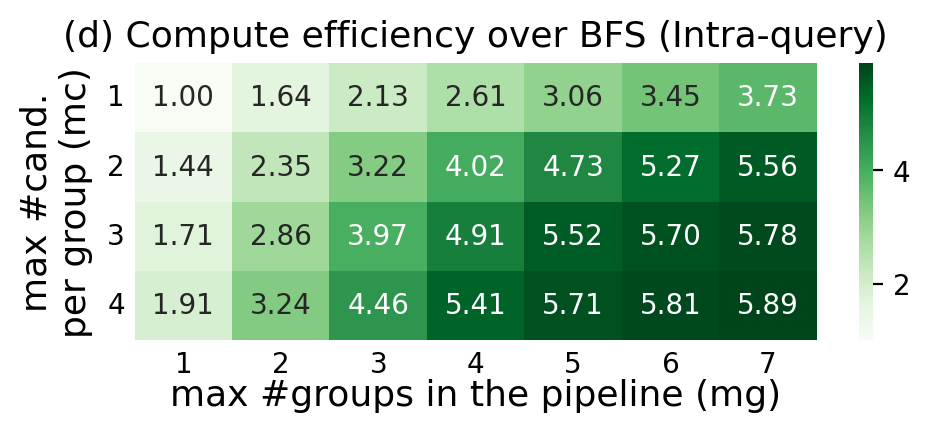 (d) Compute efficiency over BFS (Intra-query)
max #cand.
per group (mc)
1 1.00 1.64 2.13 2.61 3.06 3.45 3.73
2 1.44 2.35 3.22 4.02 4.73 5.27 5.56
3 1.71 2.86 3.97 4.91 5.52 5.70 5.78
4 1.91 3.24 4.46 5.41 5.71 5.81 5.89
1 2 3 4 5 6 7
max #groups in the pipeline (mg)
4
2